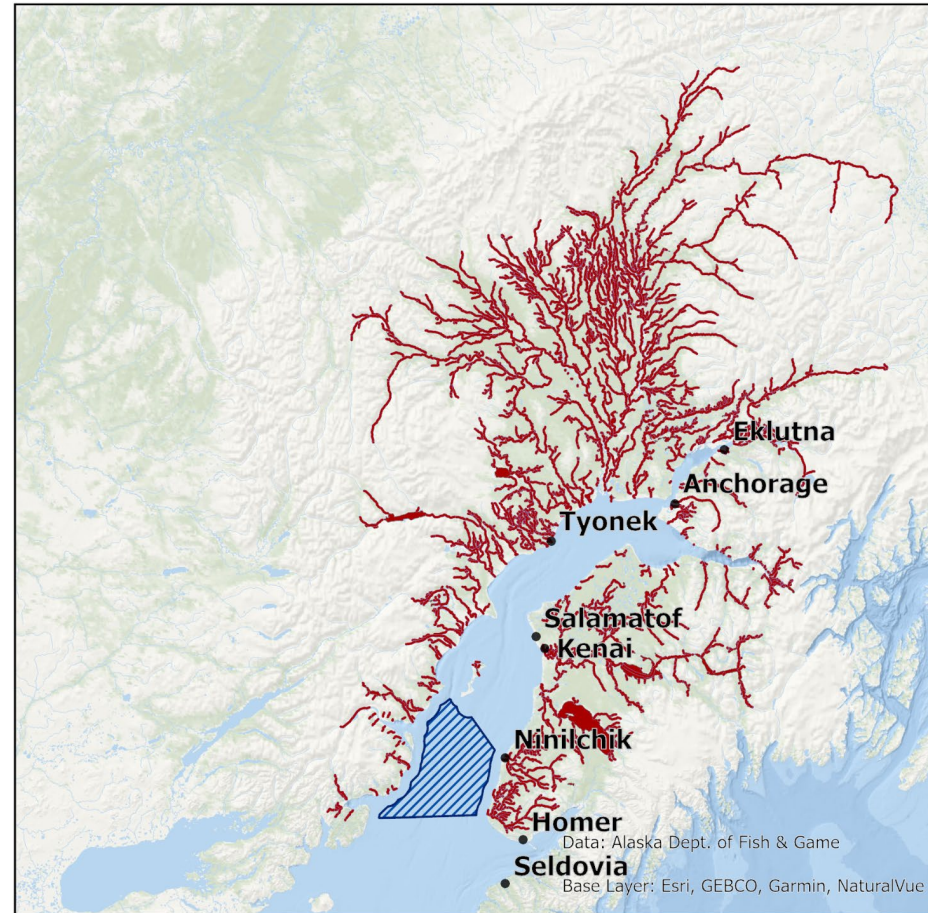 Eklutna
Anchorage
Tyonek
Salamatof
Kenai
Ninilchik
Homer
Data: Alaska Dept. of Fish & Game
Seldovia
Base Layer: Esri, GEBCO, Garmin, NaturalVue